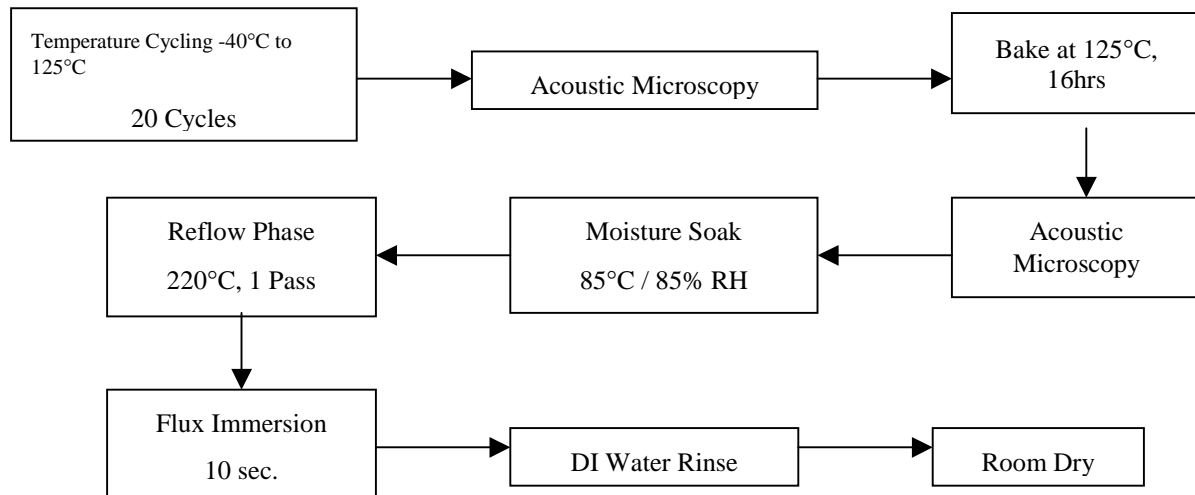 Temperature Cycling -40°C to
125°C
20 Cycles
Acoustic Microscopy
Bake at 125°C,
16hrs
Acoustic
Microscopy
Moisture Soak
85°C / 85% RH
Reflow Phase
220°C, 1 Pass
Flux Immersion
10 sec.
DI Water Rinse
Room Dry